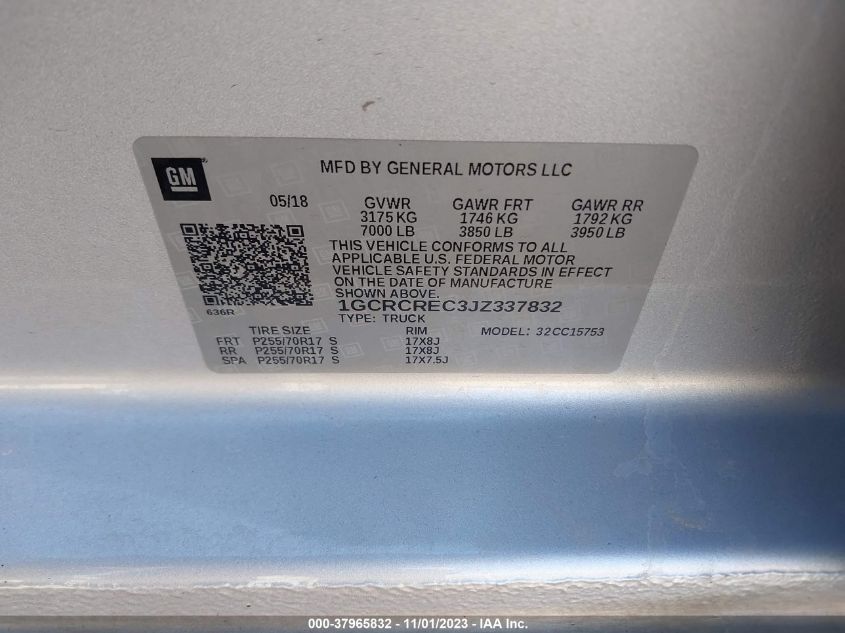 GM
MFD BY GENERAL MOTORS LLC
05/18 GVWR GAWR FRT GAWR RR
3175 KG 1746 KG 1792 KG
7000 LB 3850 LB 3950 LB
THIS VEHICLE CONFORMS TO ALL
APPLICABLE U.S. FEDERAL MOTOR
VEHICLE SAFETY STANDARDS IN EFFECT
ON THE DATE OF MANUFACTURE
SHOWN ABOVE.
636R
1GCRCREC3JZ337832
TYPE: TRUCK MODEL: 32CC15753
TIRE SIZE RIM
FRT P255/70R17 S 17X8J
RR P255/70R17 S 17X8J
SPA P255/70R17 S 17X7.5J
000-37965832 - 11/01/2023 - IAA Inc.